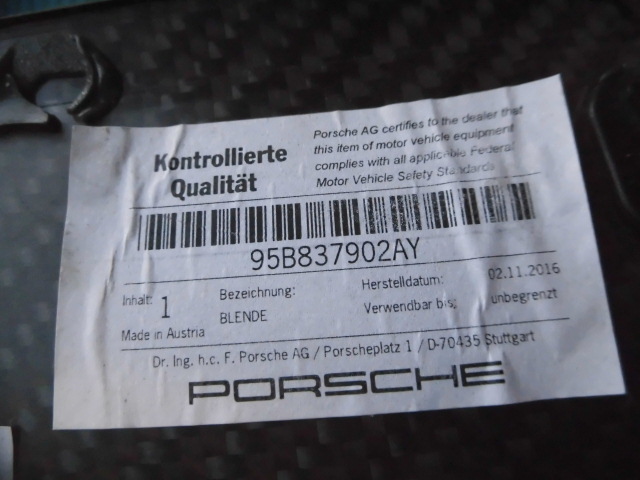 Kontrollierte
Qualität
Porsche AG certifies to the dealer that
this item of motor vehicle equipment
complies with all applicable Federal
Motor Vehicle Safety Standards
95B837902AY
Inhalt: 1
Bezeichnung:
BLENDE
Herstelldatum: 02.11.2016
Verwendbar bis: unbegrenzt
Made in Austria
Dr. Ing. h.c. F. Porsche AG / Porscheplatz 1 / D-70435 Stuttgart
PORSCHE